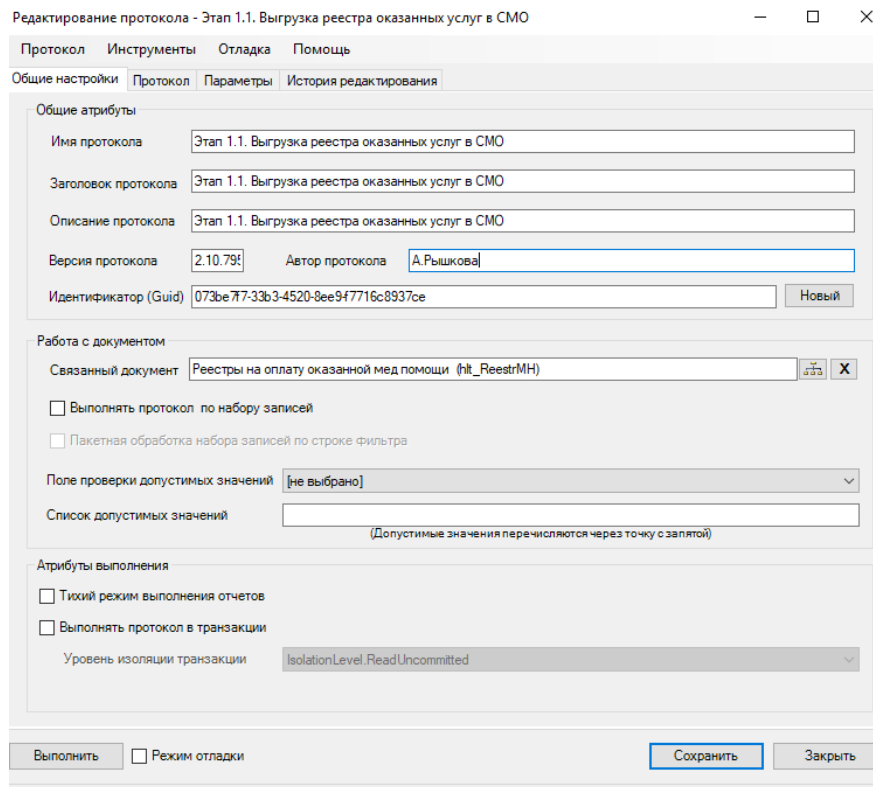 Редактирование протокола - Этап 1.1. Выгрузка реестра оказанных услуг в СМО
Протокол Инструменты Отладка Помощь
Общие настройки Протокол Параметры История редактирования
Общие атрибуты
Имя протокола Этап 1.1. Выгрузка реестра оказанных услуг в СМО
Заголовок протокола Этап 1.1. Выгрузка реестра оказанных услуг в СМО
Описание протокола Этап 1.1. Выгрузка реестра оказанных услуг в СМО
Версия протокола 2.10.795 Автор протокола А.Рышкова
Идентификатор (Guid) 073be7f7-33b3-4520-8ee9-f7716c8937ce Новый
Работа с документом
Связанный документ Реестры на оплату оказанной мед помощи (hlt_ReestrMH) X
Выполнять протокол по набору записей
Пакетная обработка набора записей по строке фильтра
Поле проверки допустимых значений [не выбрано]
Список допустимых значений
(Допустимые значения перечисляются через точку с запятой)
Атрибуты выполнения
Тихий режим выполнения отчетов
Выполнять протокол в транзакции
Уровень изоляции транзакции IsolationLevel.ReadUncommitted
Выполнить Режим отладки Сохранить Закрыть